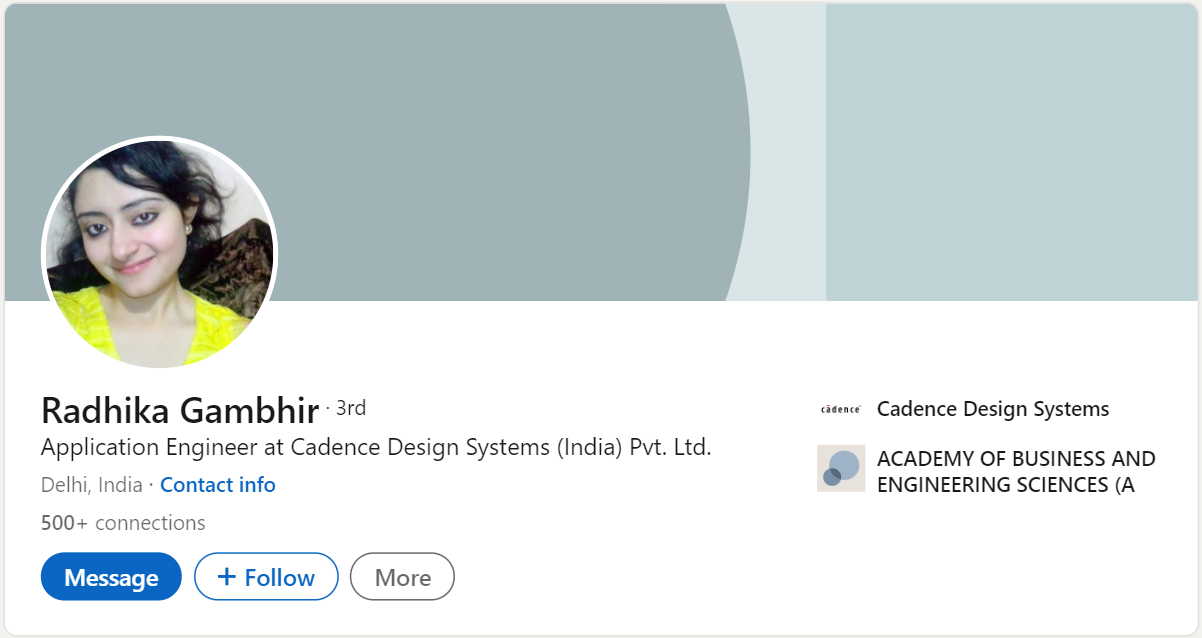 Radhika Gambhir · 3rd
Application Engineer at Cadence Design Systems (India) Pvt. Ltd.
Delhi, India · Contact info
500+ connections
Message + Follow More
cādence Cadence Design Systems
ACADEMY OF BUSINESS AND
ENGINEERING SCIENCES (A